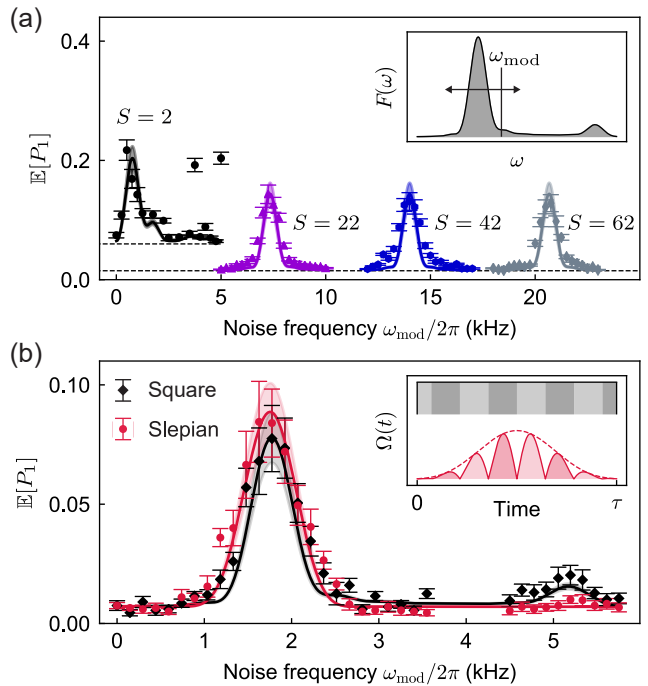 (a)
0.4
0.2
0.0
𝔼[P₁]
S = 2
S = 22
S = 42
S = 62
F(ω)
ω_mod
ω
0 5 10 15 20
Noise frequency ω_mod/2π (kHz)
(b)
0.10
0.05
0.00
𝔼[P₁]
Square
Slepian
Ω(t)
0 Time τ
0 1 2 3 4 5
Noise frequency ω_mod/2π (kHz)